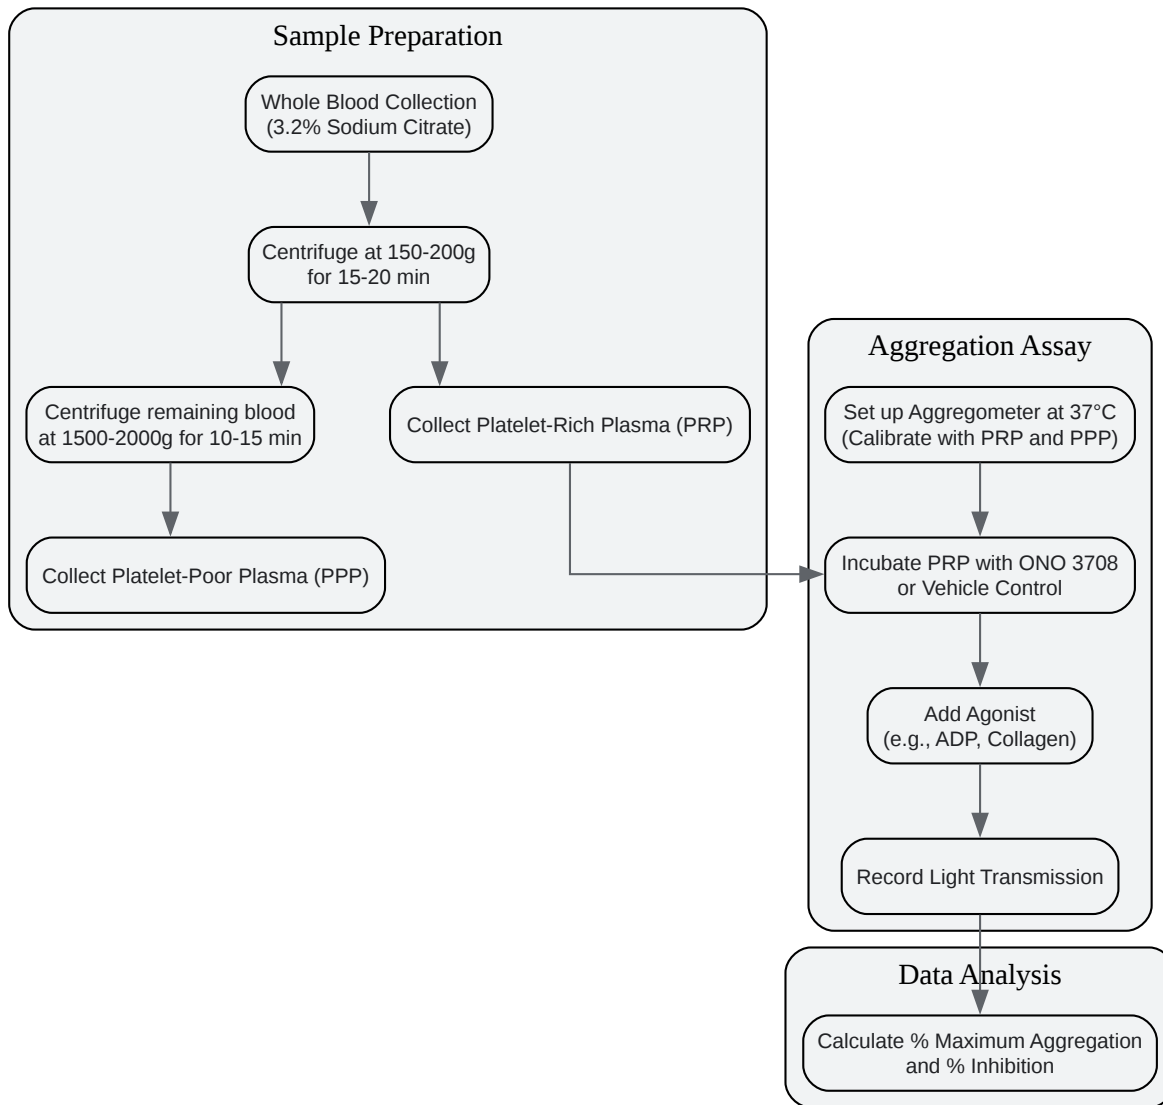 Sample Preparation
Whole Blood Collection
(3.2% Sodium Citrate)
Centrifuge at 150-200g
for 15-20 min
Centrifuge remaining blood
at 1500-2000g for 10-15 min
Collect Platelet-Rich Plasma (PRP)
Collect Platelet-Poor Plasma (PPP)
Aggregation Assay
Set up Aggregometer at 37°C
(Calibrate with PRP and PPP)
Incubate PRP with ONO 3708
or Vehicle Control
Add Agonist
(e.g., ADP, Collagen)
Record Light Transmission
Data Analysis
Calculate % Maximum Aggregation
and % Inhibition